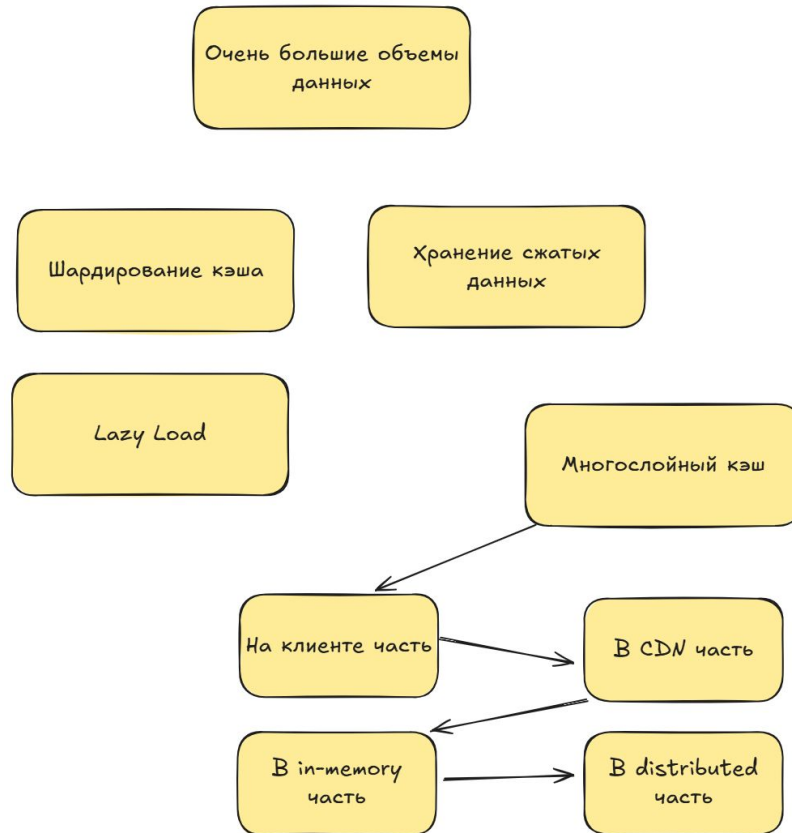 Очень большие объемы
данных
Шардирование кэша
Хранение сжатых
данных
Lazy Load
Многослойный кэш
На клиенте часть
В CDN часть
В in-memory
часть
В distributed
часть